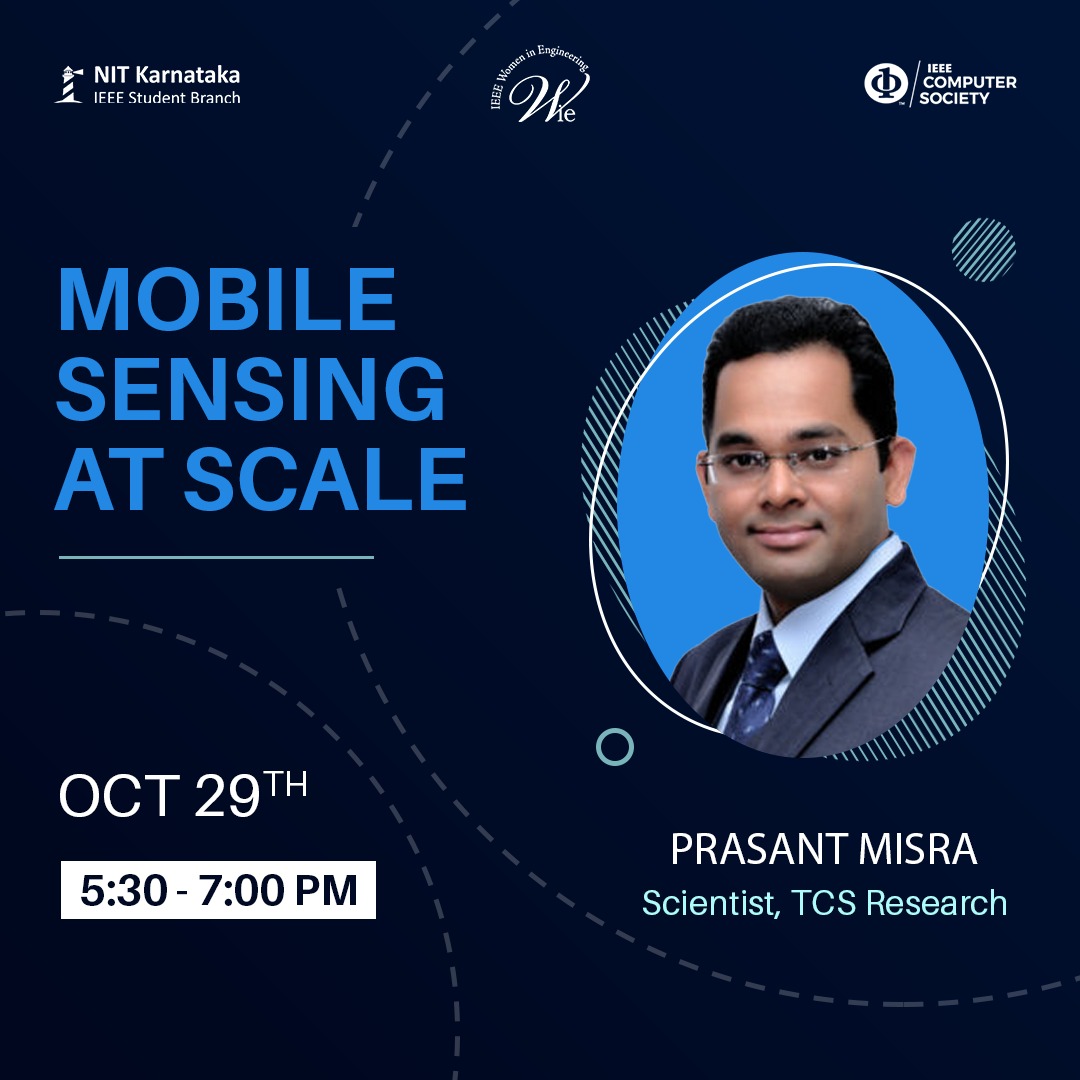 NIT Karnataka
IEEE Student Branch
IEEE Women in Engineering
Wie
IEEE
COMPUTER
SOCIETY
MOBILE
SENSING
AT SCALE
OCT 29TH
5:30 - 7:00 PM
PRASANT MISRA
Scientist, TCS Research